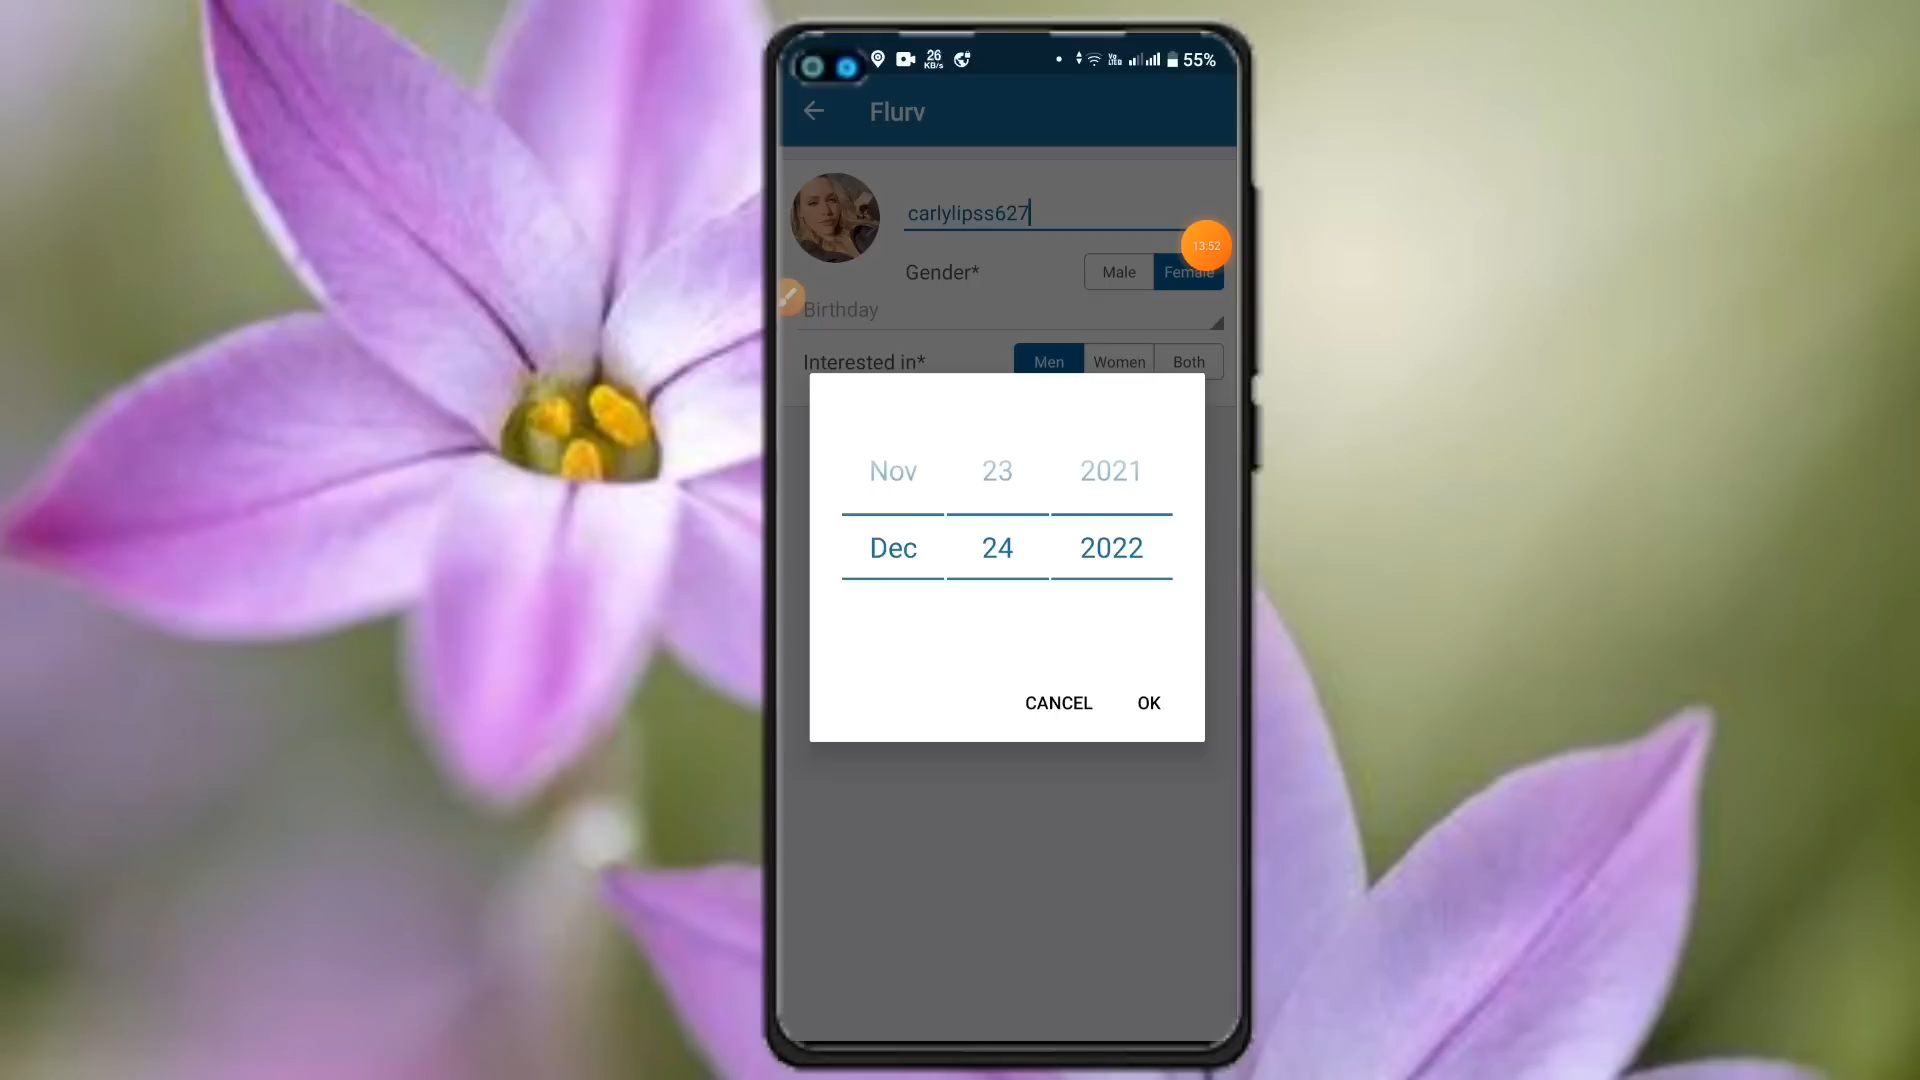 26
KB/s
55%
Flurv
carlylipss627
13:52
Gender*
Male
Female
Birthday
Interested in*
Men
Women
Both
Nov 23 2021
Dec 24 2022
CANCEL OK